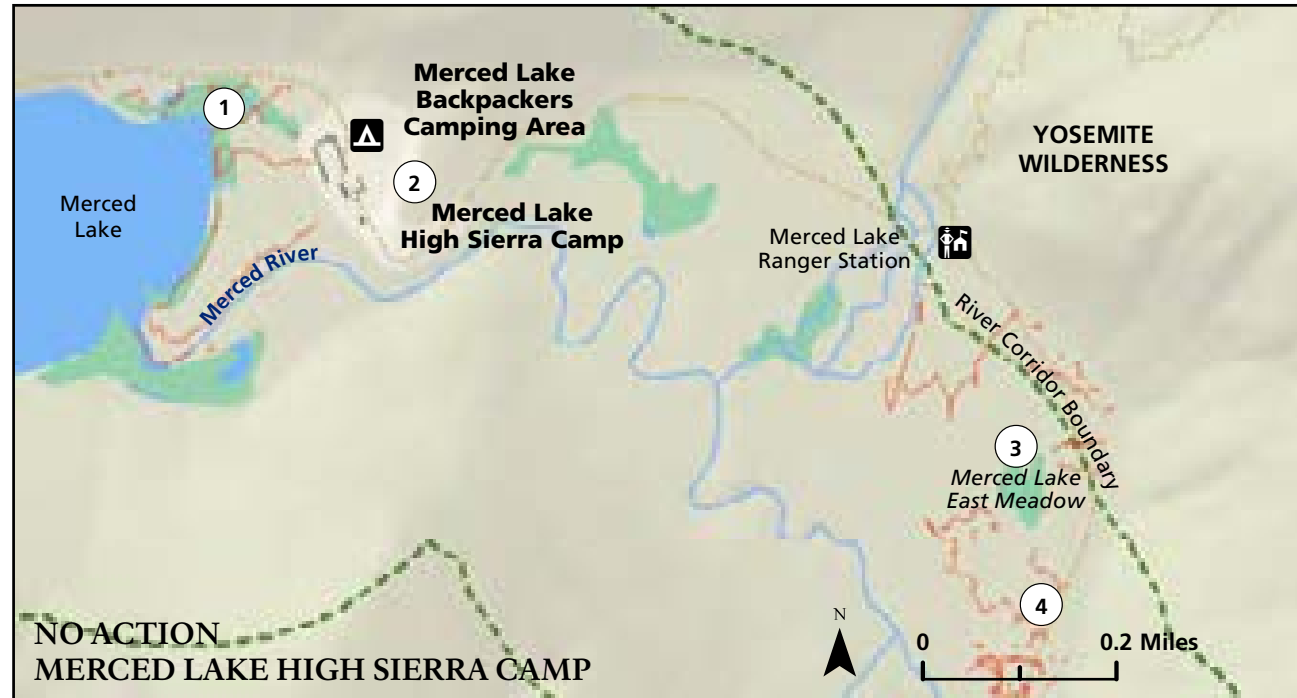 1
Merced Lake
Backpackers
Camping Area
YOSEMITE
WILDERNESS
2
Merced
Lake
Merced Lake
High Sierra Camp
Merced River
Merced Lake
Ranger Station
River Corridor Boundary
3
Merced Lake
East Meadow
4
N
0
0.2 Miles
NO ACTION
MERCED LAKE HIGH SIERRA CAMP